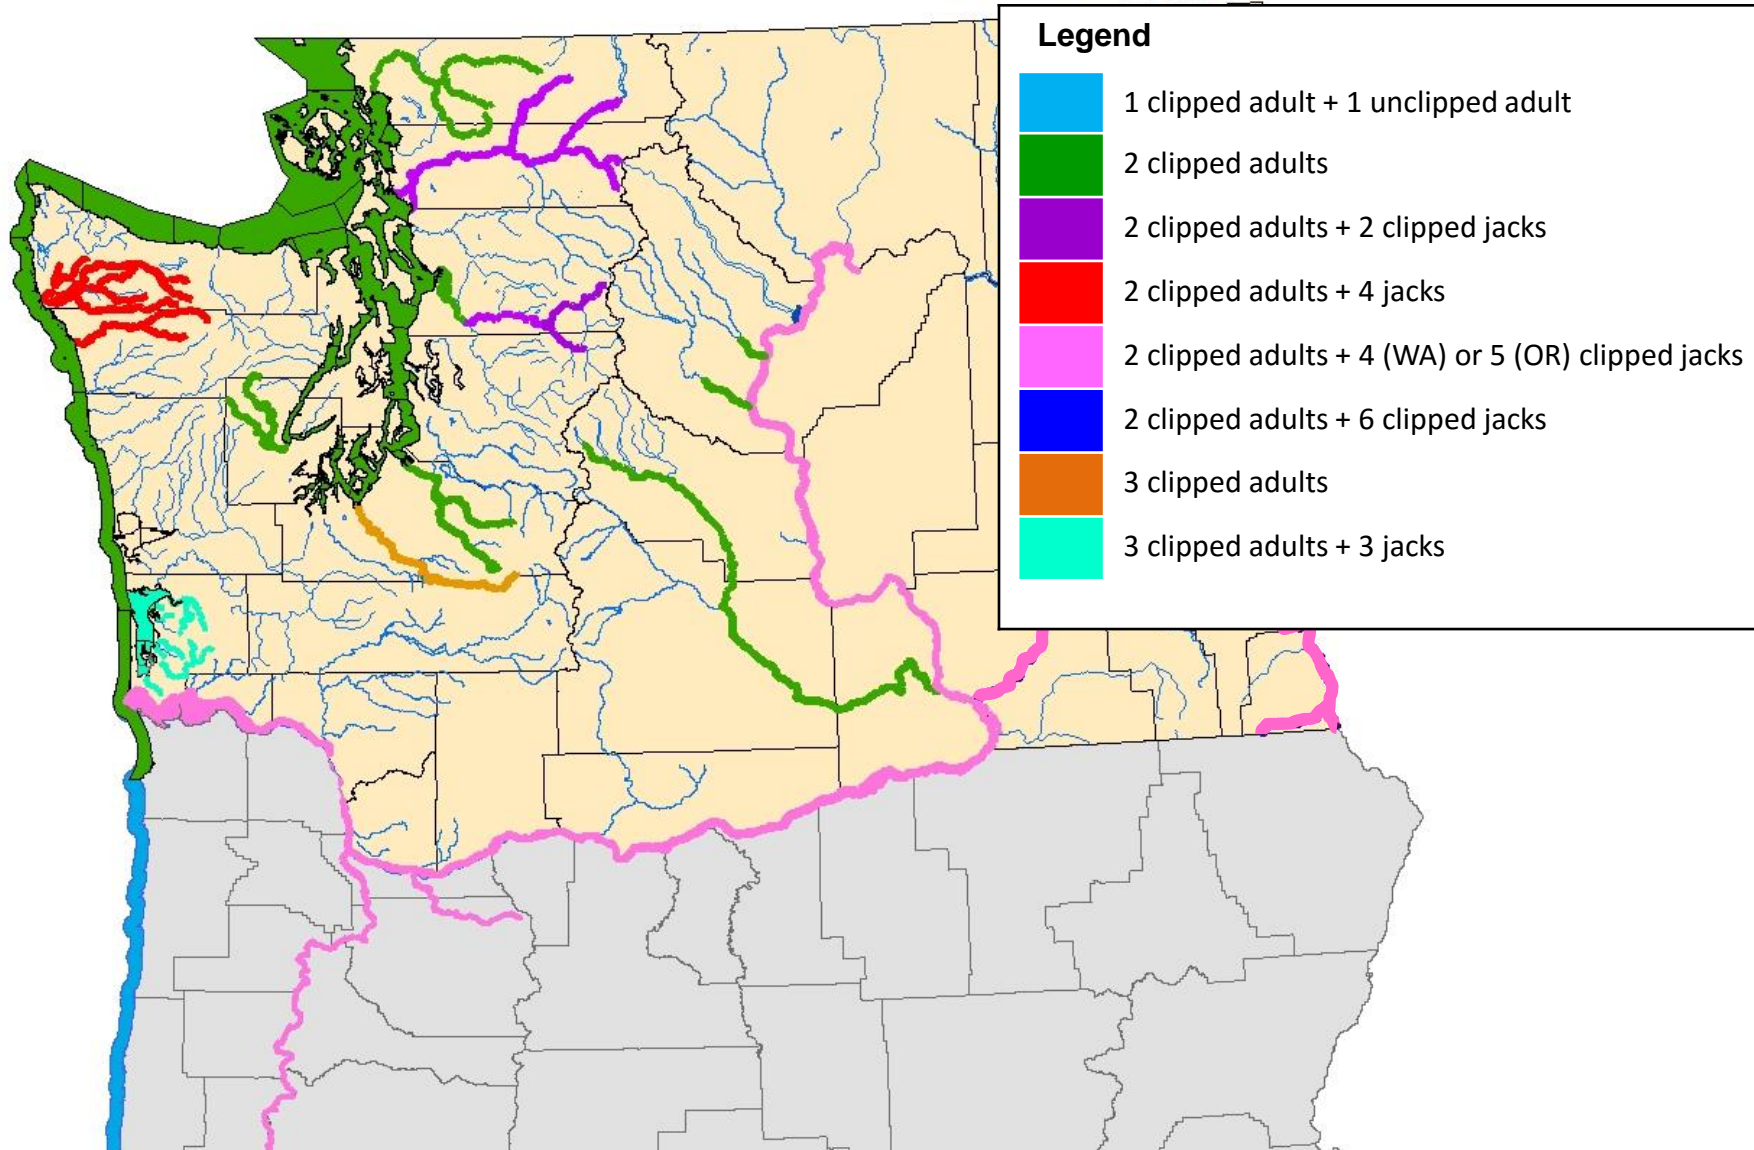 Legend
1 clipped adult + 1 unclipped adult
2 clipped adults
2 clipped adults + 2 clipped jacks
2 clipped adults + 4 jacks
2 clipped adults + 4 (WA) or 5 (OR) clipped jacks
2 clipped adults + 6 clipped jacks
3 clipped adults
3 clipped adults + 3 jacks